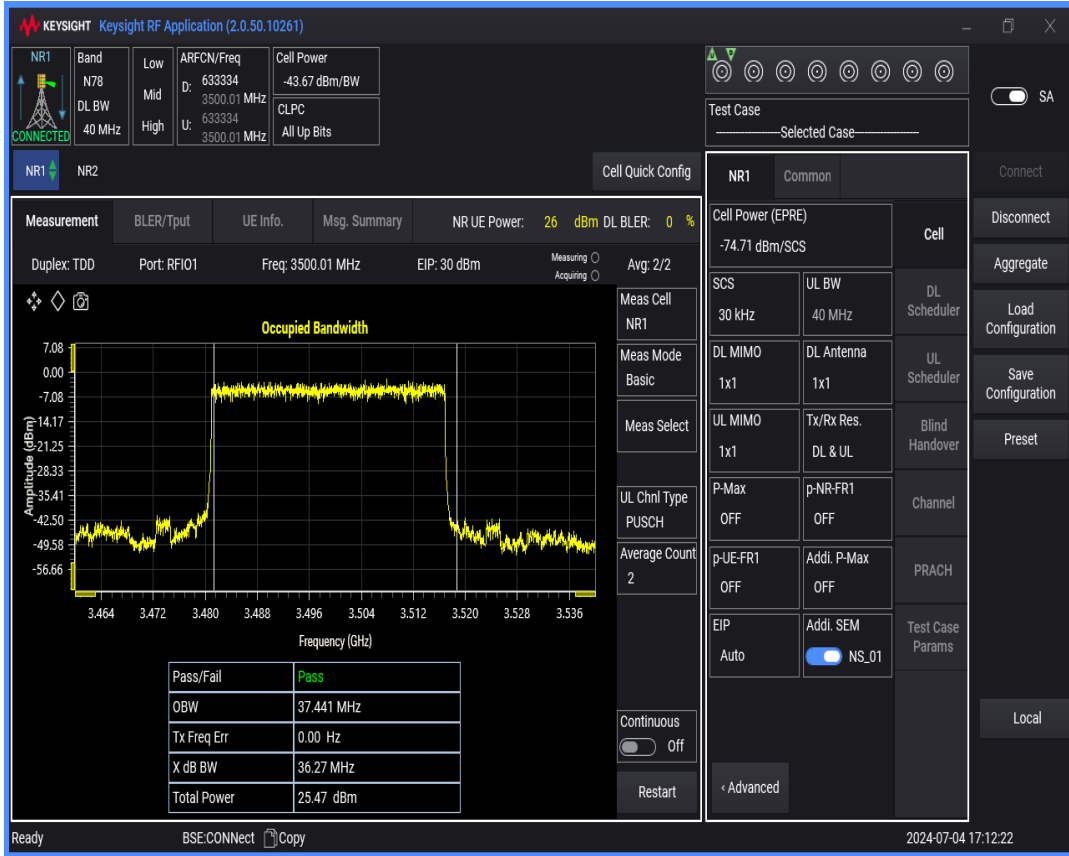 KEYSIGHT Keysight RF Application (2.0.50.10261)
NR1
CONNECTED
Band
N78
DL BW
40 MHz
Low
Mid
High
ARFCN/Freq
D: 633334
3500.01 MHz
U: 633334
3500.01 MHz
Cell Power
-43.67 dBm/BW
CLPC
All Up Bits
Test Case
--------------------Selected Case------------------
SA
NR1 NR2
Cell Quick Config
NR1 Common
Connect
Disconnect
Aggregate
Load
Configuration
Save
Configuration
Preset
Local
Measurement BLER/Tput UE Info. Msg. Summary NR UE Power: 26 dBm DL BLER: 0 %
Duplex: TDD Port: RFIO1 Freq: 3500.01 MHz EIP: 30 dBm Measuring Acquiring Avg: 2/2
Occupied Bandwidth
Amplitude (dBm)
7.08
0.00
-7.08
-14.17
-21.25
-28.33
-35.41
-42.50
-49.58
-56.66
3.464 3.472 3.480 3.488 3.496 3.504 3.512 3.520 3.528 3.536
Frequency (GHz)
Pass/Fail Pass
OBW 37.441 MHz
Tx Freq Err 0.00 Hz
X dB BW 36.27 MHz
Total Power 25.47 dBm
Meas Cell
NR1
Meas Mode
Basic
Meas Select
UL Chnl Type
PUSCH
Average Count
2
Continuous
Off
Restart
Cell Power (EPRE)
-74.71 dBm/SCS
SCS
30 kHz
UL BW
40 MHz
DL MIMO
1x1
DL Antenna
1x1
UL MIMO
1x1
Tx/Rx Res.
DL & UL
P-Max
OFF
p-NR-FR1
OFF
p-UE-FR1
OFF
Addi. P-Max
OFF
EIP
Auto
Addi. SEM
NS_01
‹ Advanced
Cell
DL
Scheduler
UL
Scheduler
Blind
Handover
Channel
PRACH
Test Case
Params
Ready BSE:CONNect Copy 2024-07-04 17:12:22